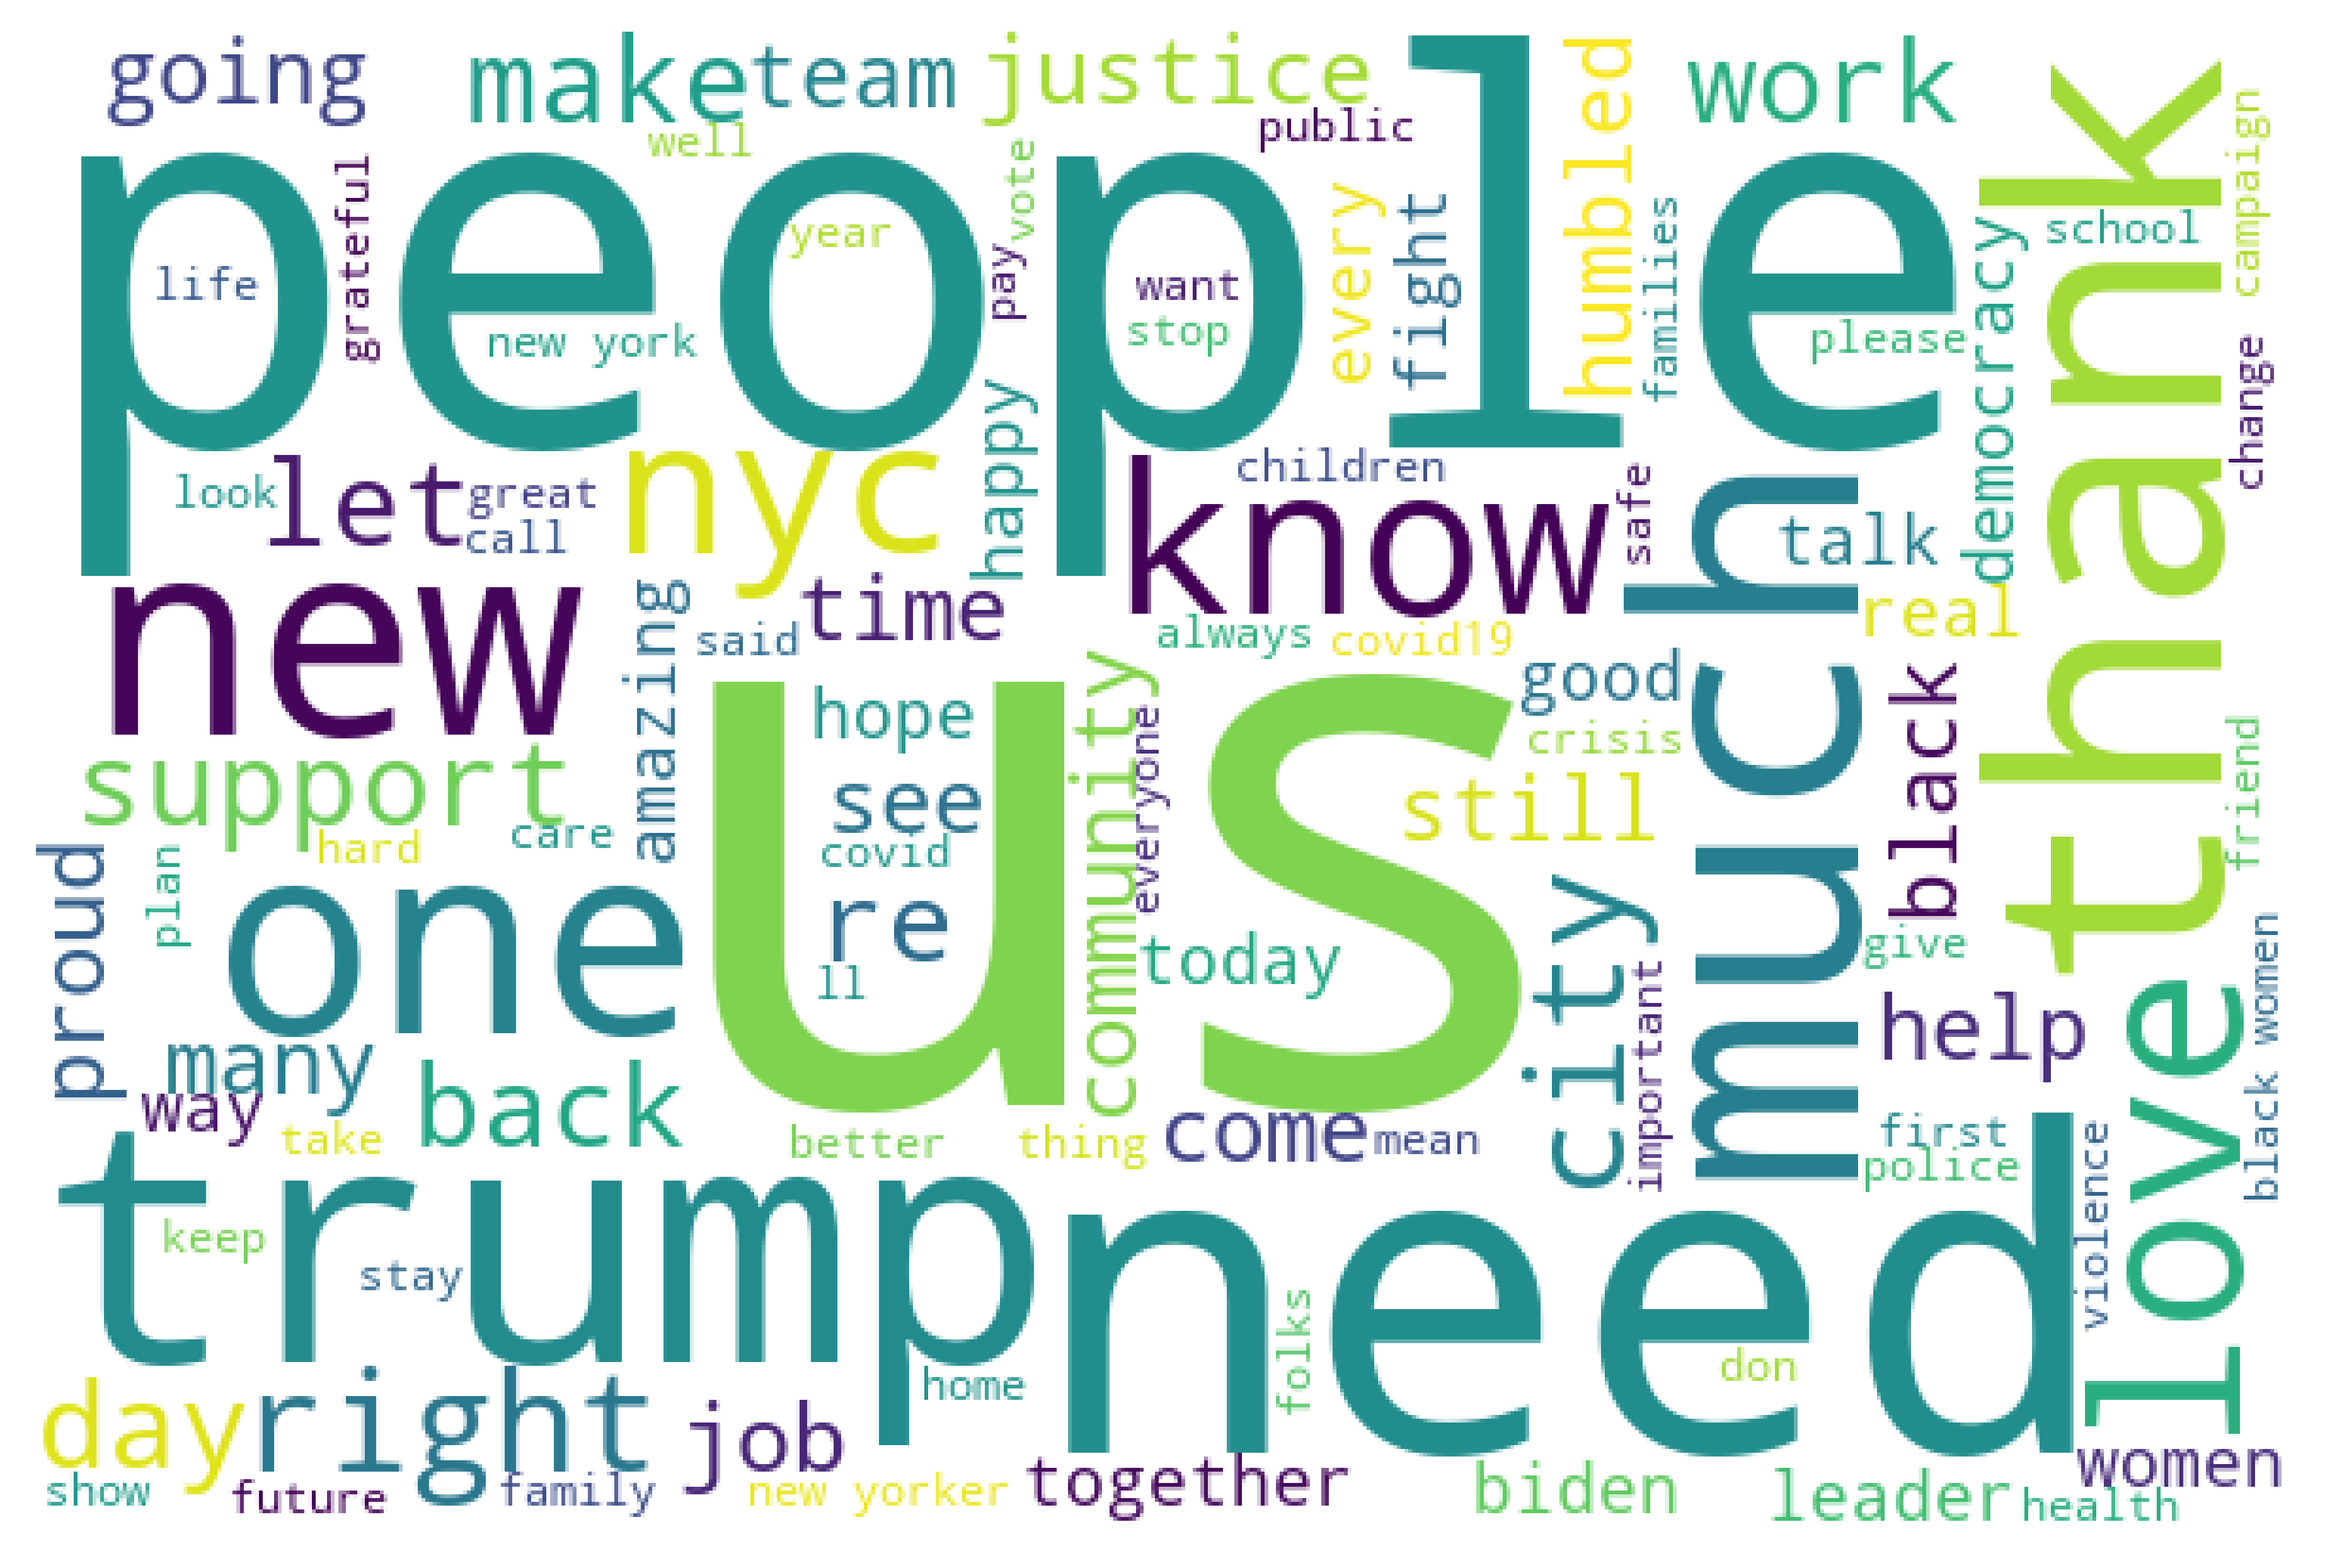 going
make
team
justice
humbled
work
thank
well
public
campaign
people
grateful
vote
every
fight
families
democracy
school
year
life
pay
want
new york
stop
please
change
happy
let
nyc
know
children
look
great
call
safe
much
talk
new
amazing
time
said
always
covid19
real
us
hope
community
everyone
good
black
crisis
support
see
still
friend
hard
care
covid
proud
plan
one
re
ll
today
city
give
black women
important
help
love
many
way
back
take
better
thing
come
mean
first
police
violence
trump
need
keep
stay
folks
home
don
day
right
job
together
biden
leader
women
show
future
family
new yorker
health